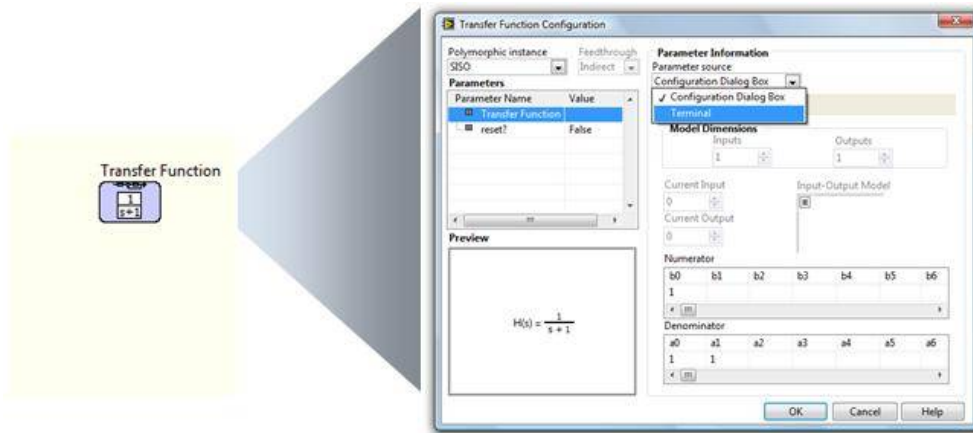 Transfer Function
1
s+1
Transfer Function Configuration
Polymorphic instance
Feedthrough
SISO
Indirect
Parameters
Parameter Name Value
Transfer Function
reset? False
Preview
H(s) = 1
s + 1
Parameter Information
Parameter source
Configuration Dialog Box
✓ Configuration Dialog Box
Terminal
Model Dimensions
Inputs Outputs
1 1
Current Input Input-Output Model
0
Current Output
0
Numerator
b0 b1 b2 b3 b4 b5 b6
1
Denominator
a0 a1 a2 a3 a4 a5 a6
1 1
OK Cancel Help